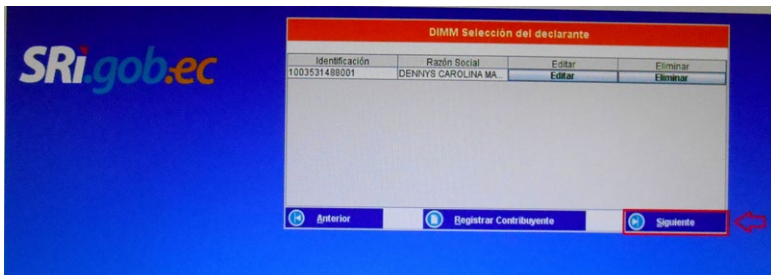 DIMM Selección del declarante
SRi.gob.ec
Identificación Razón Social Editar Eliminar
1003531488001 DENNYS CAROLINA MA... Editar Eliminar
Anterior Registrar Contribuyente Siguiente